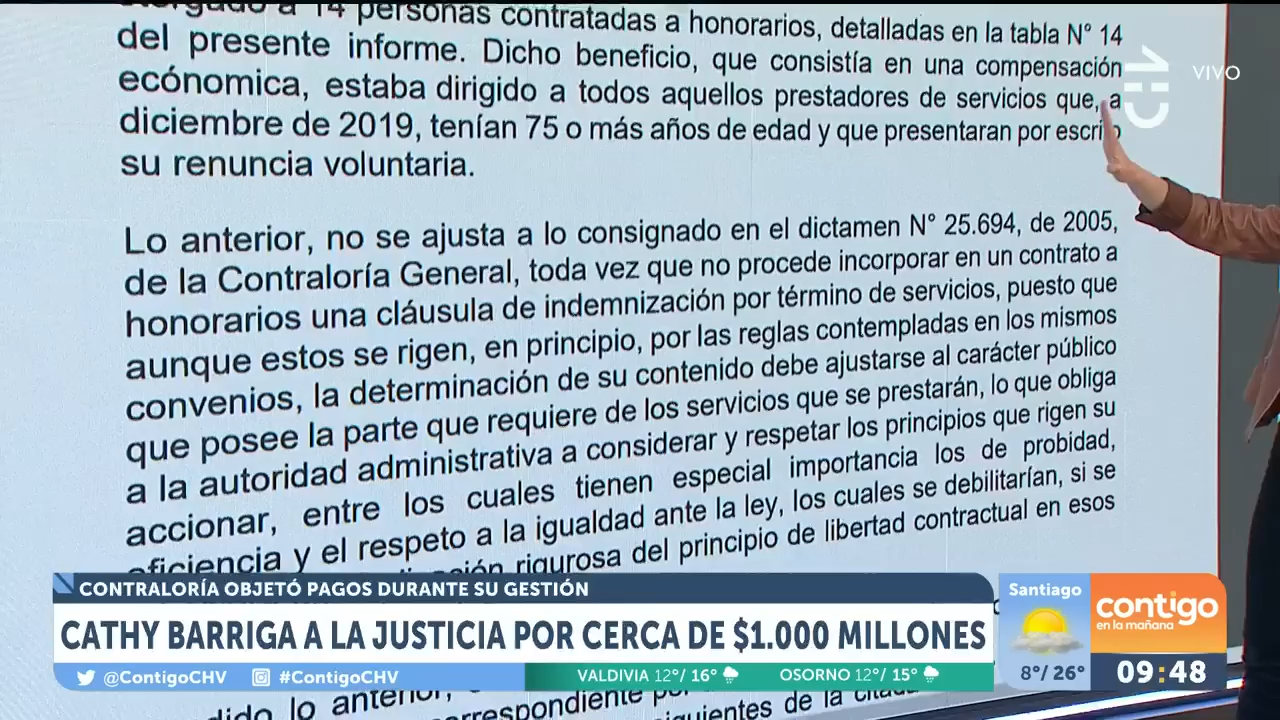 a 14 personas contratadas a honorarios, detalladas en la tabla N° 14
del presente informe. Dicho beneficio, que consistía en una compensación
económica, estaba dirigido a todos aquellos prestadores de servicios que, a
diciembre de 2019, tenían 75 o más años de edad y que presentaran por
su renuncia voluntaria.
CHV
VIVO
Lo anterior, no se ajusta a lo consignado en el dictamen N° 25.694, de 2005,
de la Contraloría General, toda vez que no procede incorporar en un contrato a
honorarios una cláusula de indemnización por término de servicios, puesto que
aunque estos se rigen, en principio, por las reglas contempladas en los mismos
convenios, la determinación de su contenido debe ajustarse al carácter público
que posee la parte que requiere de los servicios que se prestarán, lo que obliga
a la autoridad administrativa a considerar y respetar los principios que rigen su
accionar, entre los cuales tienen especial importancia los de probidad,
eficiencia y el respeto a la igualdad ante la ley, los cuales se debilitarían, si se
rigurosa del principio de libertad contractual en esos
CONTRALORÍA OBJETÓ PAGOS DURANTE SU GESTIÓN
CATHY BARRIGA A LA JUSTICIA POR CERCA DE $1.000 MILLONES
@ContigoCHV #ContigoCHV VALDIVIA 12°/ 16° OSORNO 12°/ 15°
Santiago
8°/ 26°
contigo
en la mañana
09:48
lo anterior,